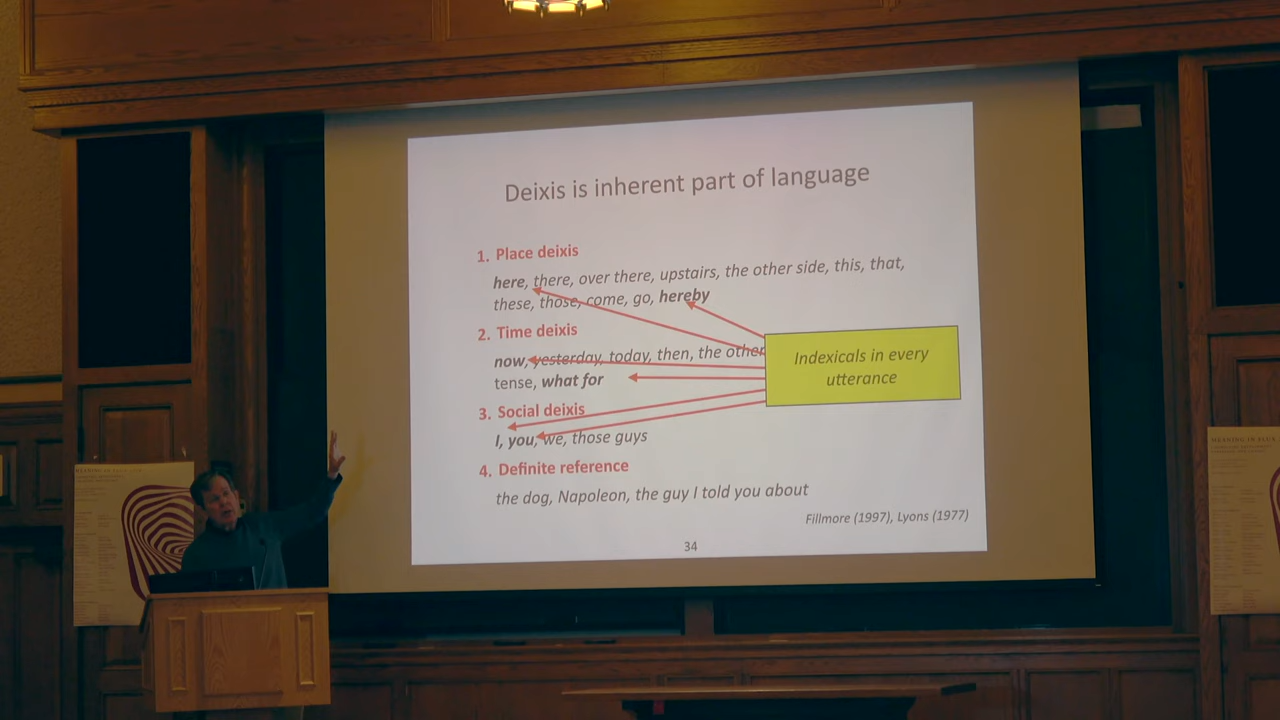 Deixis is inherent part of language
1. Place deixis
here, there, over there, upstairs, the other side, this, that,
these, those, come, go, hereby
2. Time deixis
now, yesterday, today, then, the other
tense, what for
3. Social deixis
I, you, we, those guys
4. Definite reference
the dog, Napoleon, the guy I told you about
Indexicals in every
utterance
Fillmore (1997), Lyons (1977)
34
MEANING IN FLUX